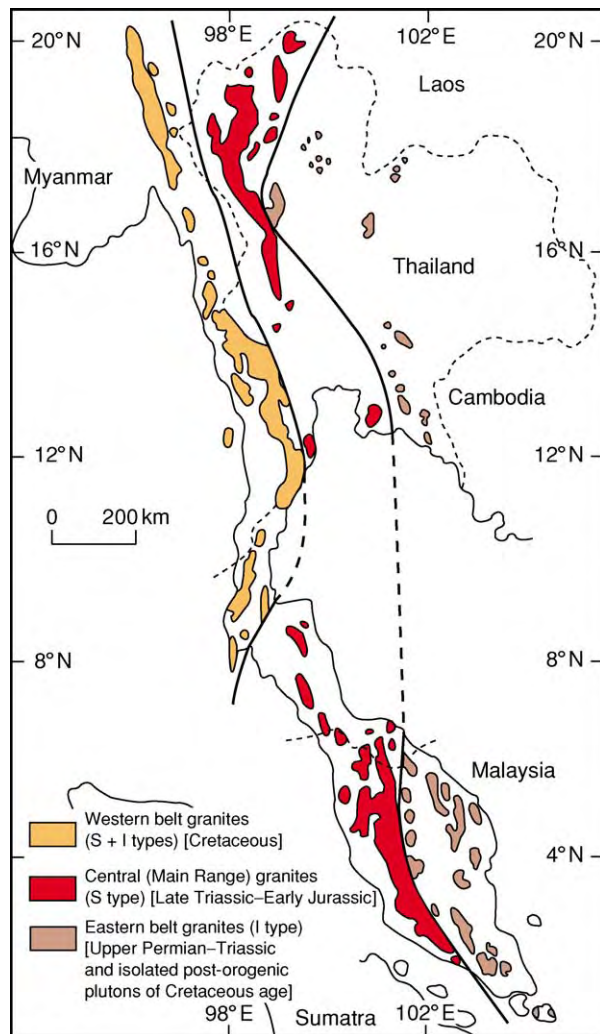 20°N
98°E
102°E
20°N
Laos
Myanmar
16°N
16°N
Thailand
Cambodia
12°N
12°N
0 200 km
8°N
8°N
Malaysia
Western belt granites
(S + I types) [Cretaceous]
Central (Main Range) granites
(S type) [Late Triassic–Early Jurassic]
4°N
Eastern belt granites (I type)
[Upper Permian–Triassic
and isolated post-orogenic
plutons of Cretaceous age]
Sumatra
98°E
102°E